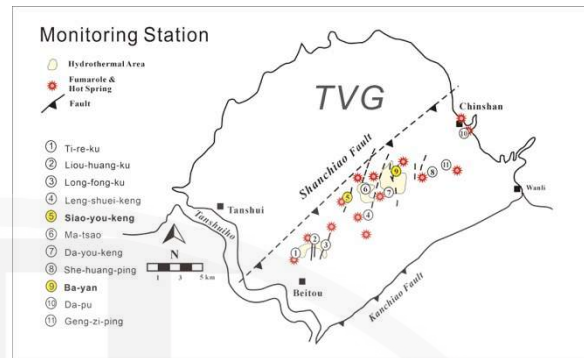 Monitoring Station
Hydrothermal Area
Fumarole &
Hot Spring
Fault
① Ti-re-ku
② Liou-huang-ku
③ Long-fong-ku
④ Leng-shuei-keng
⑤ Siao-you-keng
⑥ Ma-tsao
⑦ Da-you-keng
⑧ She-huang-ping
⑨ Ba-yan
⑩ Da-pu
⑪ Geng-zi-ping
TVG
Chinshan
⑩
Shanchiao Fault
⑨
⑪
⑧
⑥
⑦
⑤
Wanli
④
Tanshui
Tanshuiho
N
1 3 5 km
② ③
①
Beitou
Kanchiao Fault